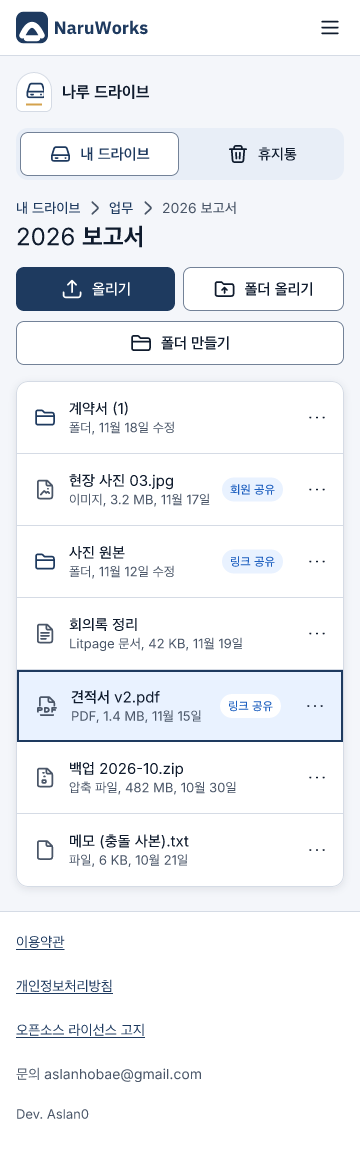 NaruWorks
나루 드라이브
내 드라이브
휴지통
내 드라이브 > 업무 > 2026 보고서
2026 보고서
올리기
폴더 올리기
폴더 만들기
계약서 (1)
폴더, 11월 18일 수정
현장 사진 03.jpg
이미지, 3.2 MB, 11월 17일
회원 공유
사진 원본
폴더, 11월 12일 수정
링크 공유
회의록 정리
Litpage 문서, 42 KB, 11월 19일
견적서 v2.pdf
PDF, 1.4 MB, 11월 15일
링크 공유
백업 2026-10.zip
압축 파일, 482 MB, 10월 30일
메모 (충돌 사본).txt
파일, 6 KB, 10월 21일
이용약관
개인정보처리방침
오픈소스 라이선스 고지
문의 aslanhobae@gmail.com
Dev. Aslan0